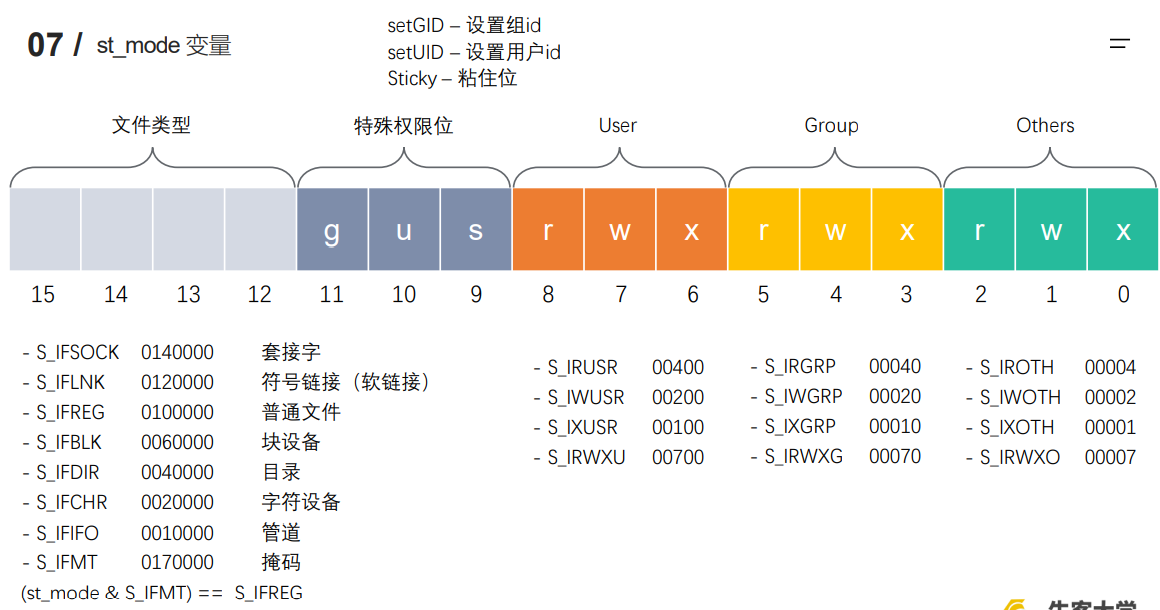 07 / st_mode 变量
setGID – 设置组id
setUID – 设置用户id
Sticky – 粘住位
文件类型 特殊权限位 User Group Others
g u s r w x r w x r w x
15 14 13 12 11 10 9 8 7 6 5 4 3 2 1 0
- S_IFSOCK 0140000 套接字
- S_IFLNK 0120000 符号链接（软链接）
- S_IFREG 0100000 普通文件
- S_IFBLK 0060000 块设备
- S_IFDIR 0040000 目录
- S_IFCHR 0020000 字符设备
- S_IFIFO 0010000 管道
- S_IFMT 0170000 掩码
(st_mode & S_IFMT) == S_IFREG
- S_IRUSR 00400
- S_IWUSR 00200
- S_IXUSR 00100
- S_IRWXU 00700
- S_IRGRP 00040
- S_IWGRP 00020
- S_IXGRP 00010
- S_IRWXG 00070
- S_IROTH 00004
- S_IWOTH 00002
- S_IXOTH 00001
- S_IRWXO 00007
牛客大学